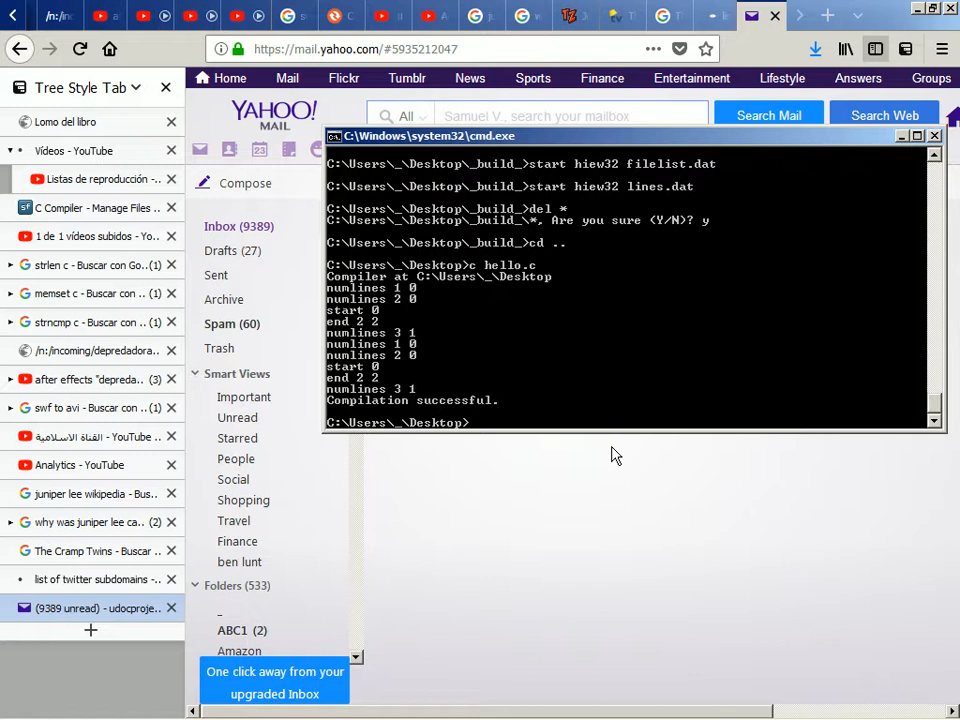 /n:/
as
G s
C
A
G ju
G w
G T
https://mail.yahoo.com/#5935212047
Tree Style Tab
Home Mail Flickr Tumblr News Sports Finance Entertainment Lifestyle Answers Groups
YAHOO!
MAIL
All
Samuel V., search your mailbox
Search Mail
Search Web
Compose
Inbox (9389)
Drafts (27)
Sent
Archive
Spam (60)
Trash
Smart Views
Important
Unread
Starred
People
Social
Shopping
Travel
Finance
ben lunt
Folders (533)
_
ABC1 (2)
Amazon
One click away from your
upgraded Inbox
Lomo del libro
Vídeos - YouTube
Listas de reproducción -..
C Compiler - Manage Files ..
1 de 1 vídeos subidos - Yo..
strlen c - Buscar con Go..
memset c - Buscar con ..
strncmp c - Buscar con ..
/n:/incoming/depredadora..
after effects "depreda.. (3)
swf to avi - Buscar con ..
القناة الاسلامية - YouTube ..
Analytics - YouTube
juniper lee wikipedia - Bus..
why was juniper lee ca.. (2)
The Cramp Twins - Buscar ..
list of twitter subdomains -..
(9389 unread) - udocproje..
C:\Windows\system32\cmd.exe
C:\Users\_\Desktop\_build_>start hiew32 filelist.dat
C:\Users\_\Desktop\_build_>start hiew32 lines.dat
C:\Users\_\Desktop\_build_>del *
C:\Users\_\Desktop\_build_\*, Are you sure (Y/N)? y
C:\Users\_\Desktop\_build_>cd ..
C:\Users\_\Desktop>c hello.c
Compiler at C:\Users\_\Desktop
numlines 1 0
numlines 2 0
start 0
end 2 2
numlines 3 1
numlines 1 0
numlines 2 0
start 0
end 2 2
numlines 3 1
Compilation successful.
C:\Users\_\Desktop>